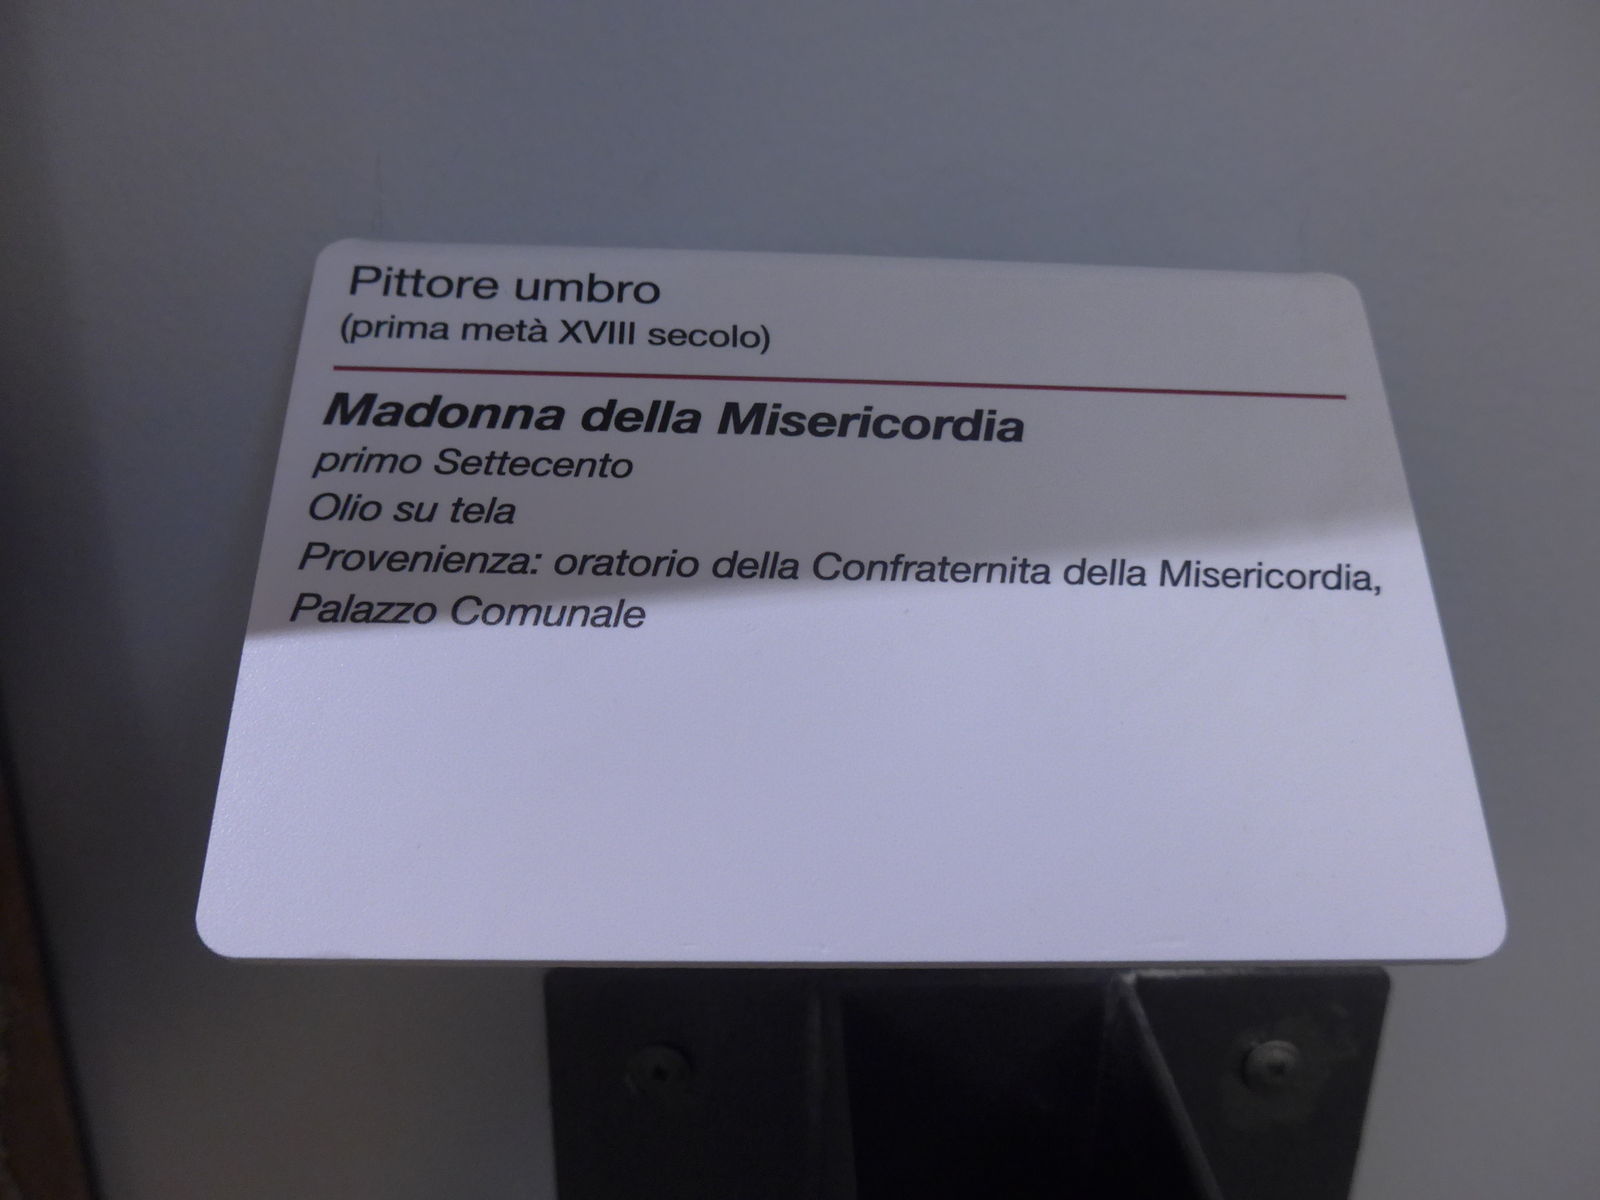 Pittore umbro
(prima metà XVIII secolo)
Madonna della Misericordia
primo Settecento
Olio su tela
Provenienza: oratorio della Confraternita della Misericordia,
Palazzo Comunale